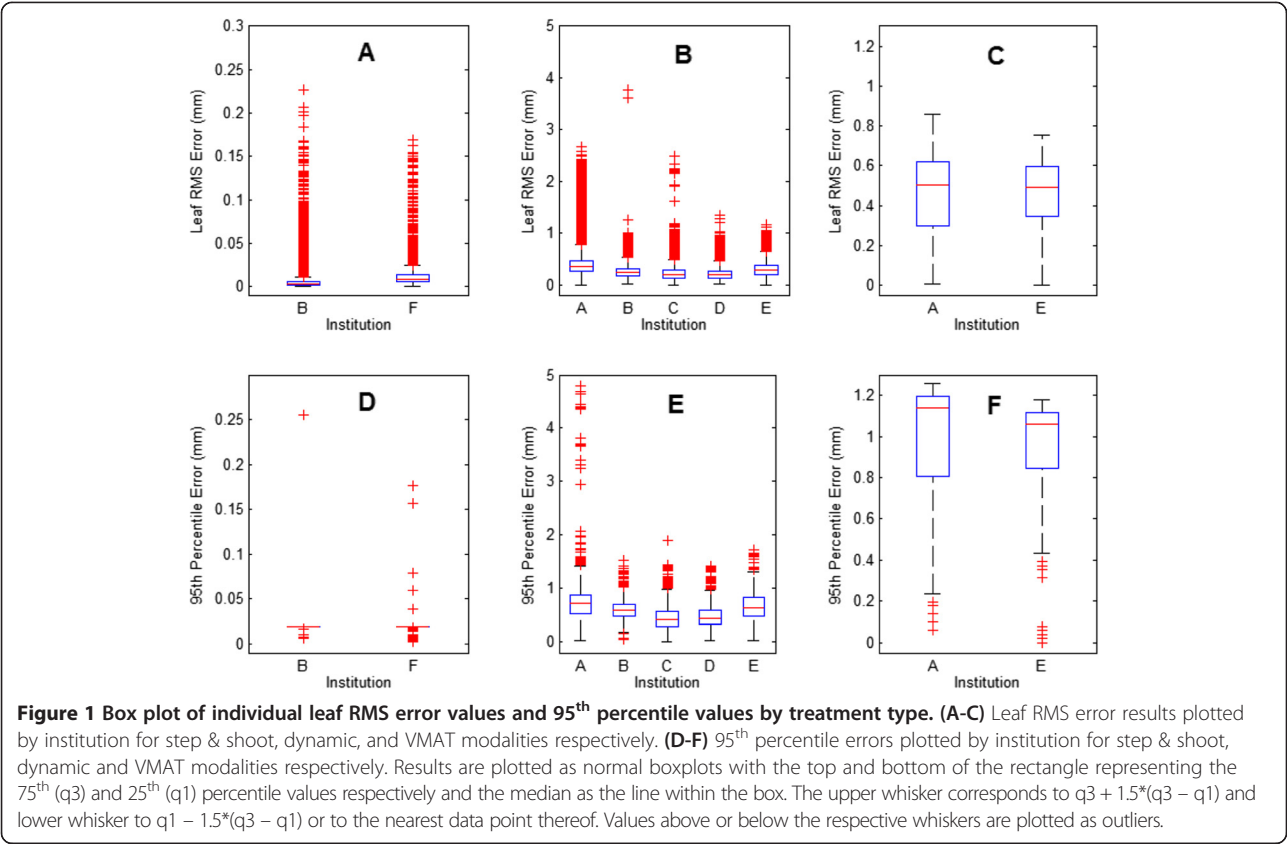 A
Leaf RMS Error (mm)
0.3
0.25
0.2
0.15
0.1
0.05
0
B F
Institution
B
Leaf RMS Error (mm)
5
4
3
2
1
0
A B C D E
Institution
C
Leaf RMS Error (mm)
1.2
1
0.8
0.6
0.4
0.2
0
A E
Institution
D
95th Percentile Error (mm)
0.25
0.2
0.15
0.1
0.05
0
B F
Institution
E
95th Percentile Error (mm)
5
4
3
2
1
0
A B C D E
Institution
F
95th Percentile Error (mm)
1.2
1
0.8
0.6
0.4
0.2
0
A E
Institution
Figure 1 Box plot of individual leaf RMS error values and 95th percentile values by treatment type. (A-C) Leaf RMS error results plotted
by institution for step & shoot, dynamic, and VMAT modalities respectively. (D-F) 95th percentile errors plotted by institution for step & shoot,
dynamic and VMAT modalities respectively. Results are plotted as normal boxplots with the top and bottom of the rectangle representing the
75th (q3) and 25th (q1) percentile values respectively and the median as the line within the box. The upper whisker corresponds to q3 + 1.5*(q3 – q1) and
lower whisker to q1 – 1.5*(q3 – q1) or to the nearest data point thereof. Values above or below the respective whiskers are plotted as outliers.